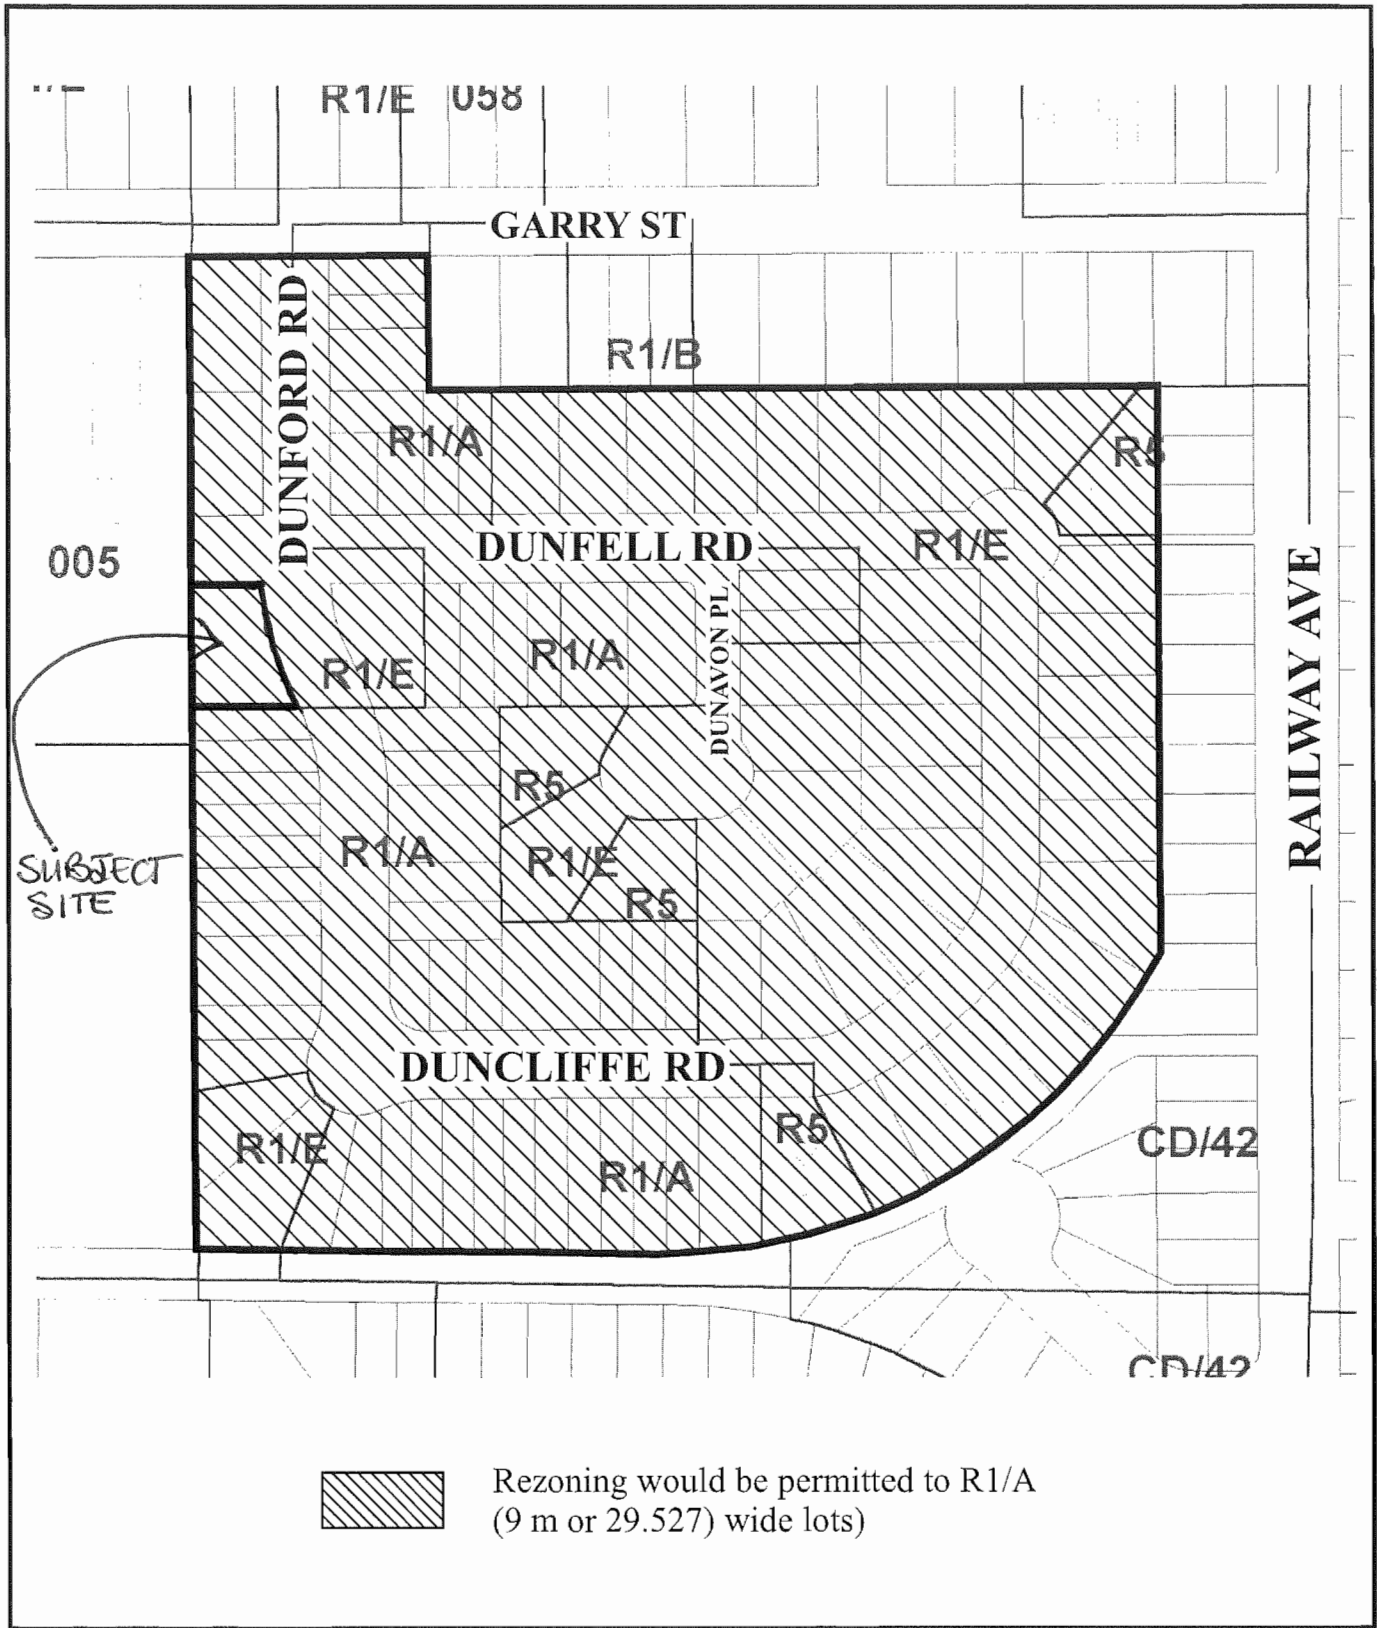 R1/E 058
GARRY ST
DUNFORD RD
R1/B
R1/A
R5
005
DUNFELL RD
R1/E
DUNAVON PL
RAILWAY AVE
R1/E
R1/A
R5
SUBJECT
SITE
R1/A
R1/E
R5
DUNCLIFFE RD
R1/E
R1/A
R5
CD/42
CD/42
Rezoning would be permitted to R1/A
(9 m or 29.527) wide lots)